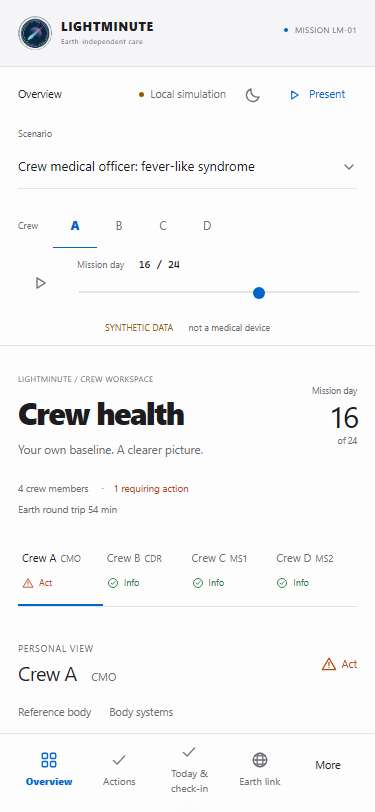 LIGHTMINUTE
Earth-independent care
MISSION LM-01
Overview
Local simulation
Present
Scenario
Crew medical officer: fever-like syndrome
Crew A B C D
Mission day 16 / 24
SYNTHETIC DATA not a medical device
LIGHTMINUTE / CREW WORKSPACE
Crew health
Mission day
16
of 24
Your own baseline. A clearer picture.
4 crew members · 1 requiring action
Earth round trip 54 min
Crew A CMO Crew B CDR Crew C MS1 Crew D MS2
Act Info Info Info
PERSONAL VIEW
Crew A CMO
Act
Reference body Body systems
Overview
Actions
Today &
check-in
Earth link
More